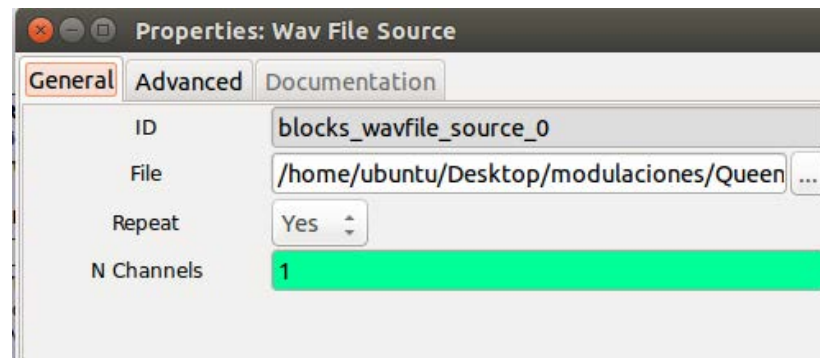 Properties: Wav File Source
General Advanced Documentation
ID blocks_wavfile_source_0
File /home/ubuntu/Desktop/modulaciones/Queen ...
Repeat Yes
N Channels 1